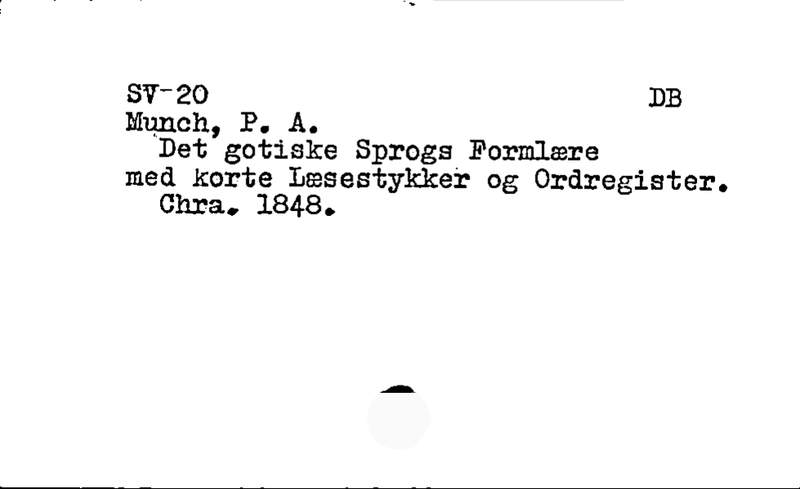 SV-20 DB
Munch, P. A.
Det gotiske Sprogs Formlære
med korte Læsestykker og Ordregister.
Chra. 1848.